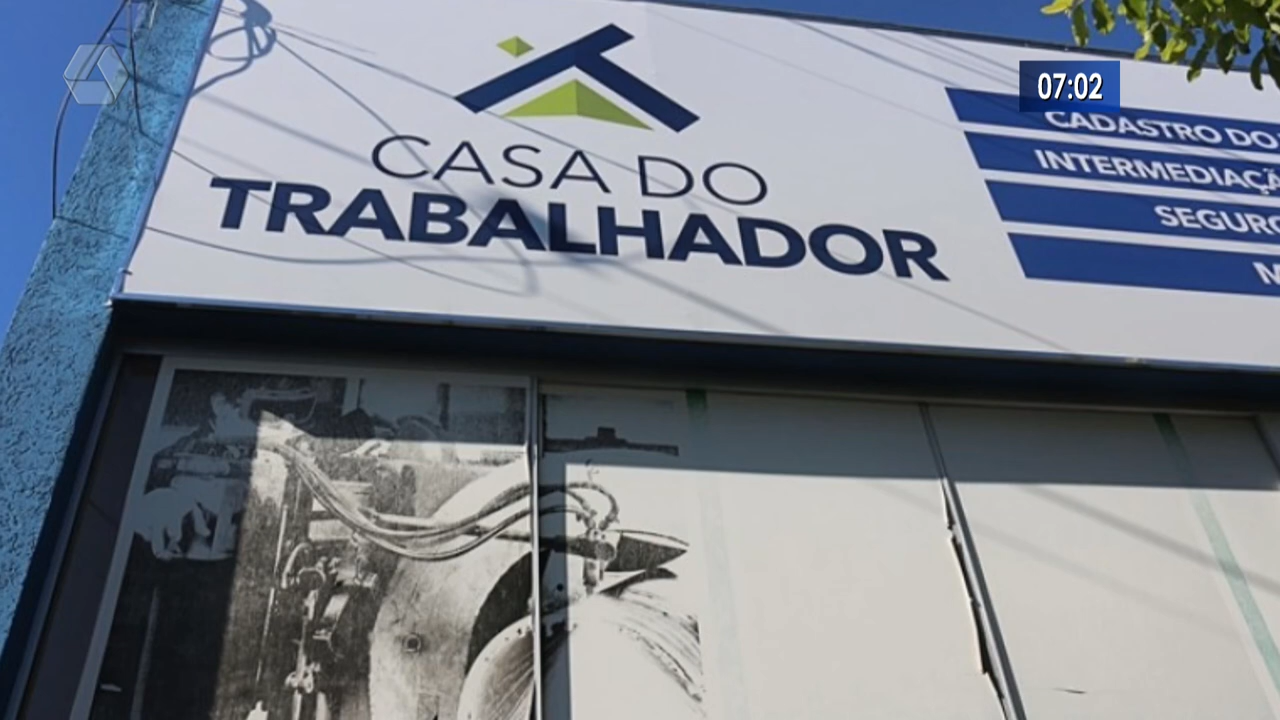 07:02
CASA DO
TRABALHADOR
CADASTRO DO
INTERMEDIAÇÃ
SEGURO